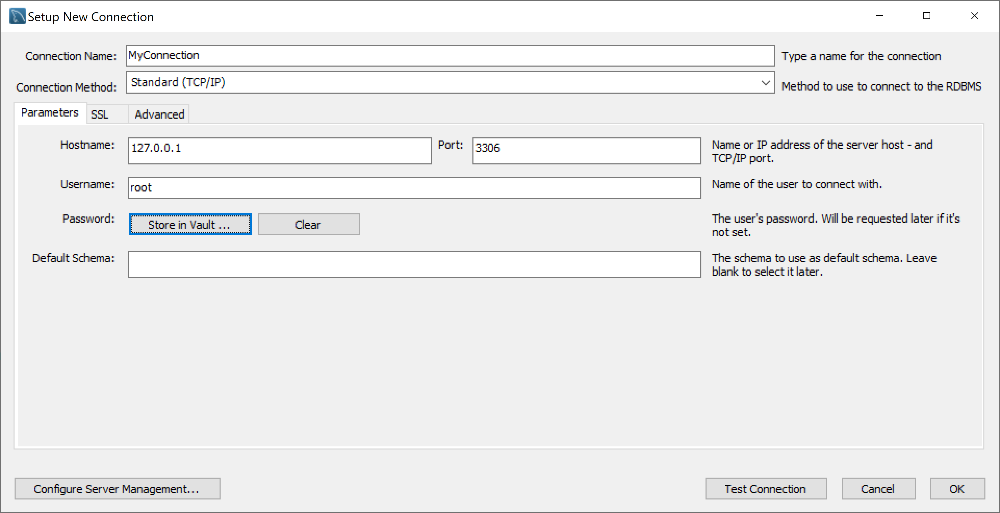 Setup New Connection
Connection Name: MyConnection Type a name for the connection
Connection Method: Standard (TCP/IP) Method to use to connect to the RDBMS
Parameters SSL Advanced
Hostname: 127.0.0.1 Port: 3306 Name or IP address of the server host - and
TCP/IP port.
Username: root Name of the user to connect with.
Password: Store in Vault ... Clear The user's password. Will be requested later if it's
not set.
Default Schema: The schema to use as default schema. Leave
blank to select it later.
Configure Server Management... Test Connection Cancel OK